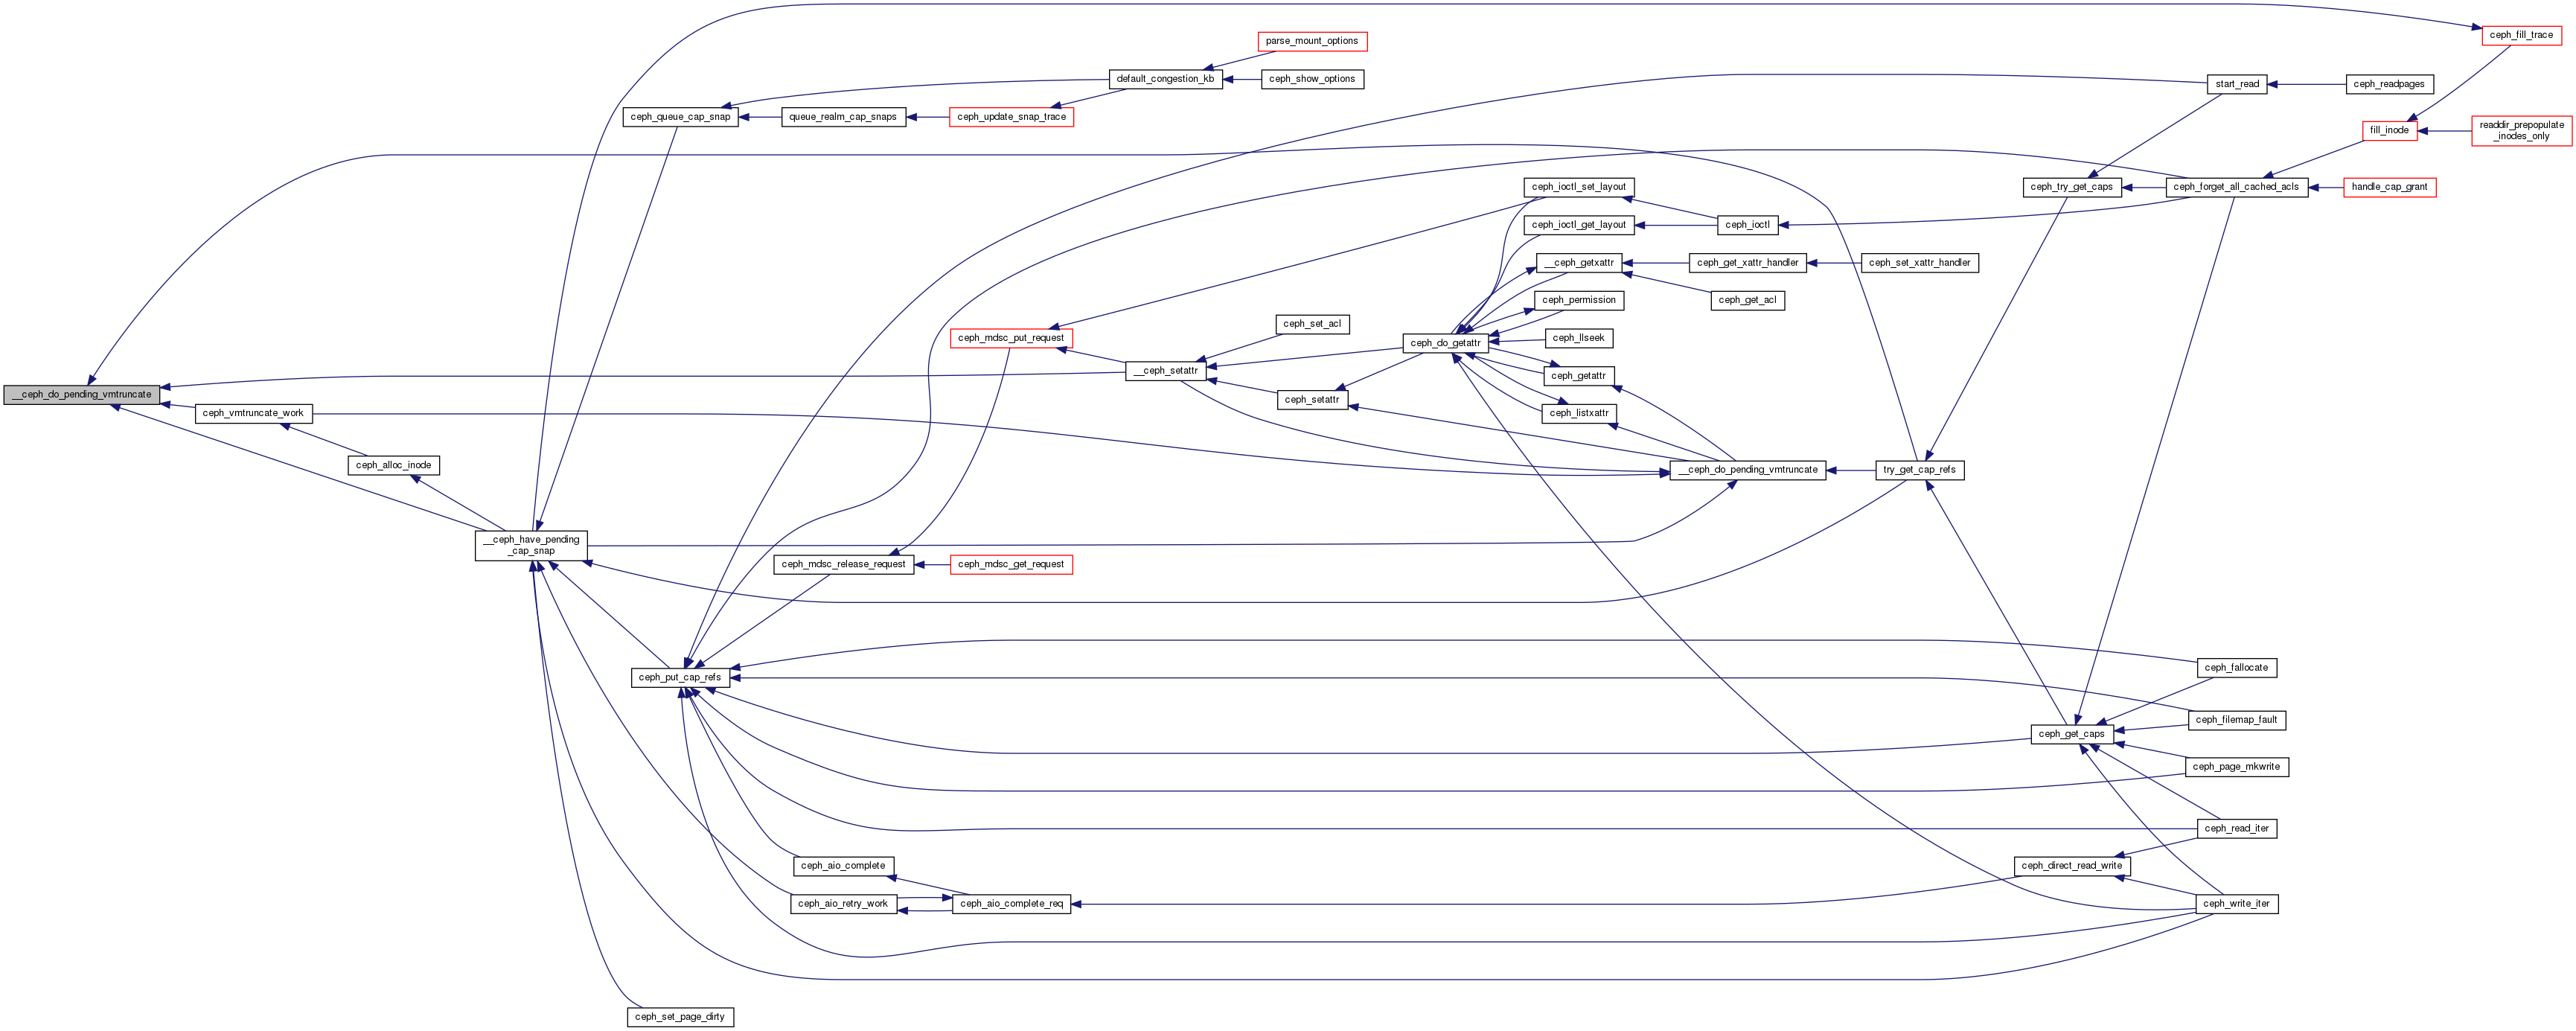 ceph_fill_trace
parse_mount_options
default_congestion_kb
ceph_show_options
start_read
ceph_readpages
ceph_queue_cap_snap
queue_realm_cap_snaps
ceph_update_snap_trace
fill_inode
readdir_prepopulate
_inodes_only
ceph_ioctl_set_layout
ceph_try_get_caps
ceph_forget_all_cached_acls
handle_cap_grant
ceph_ioctl_get_layout
ceph_ioctl
__ceph_getxattr
ceph_get_xattr_handler
ceph_set_xattr_handler
ceph_permission
ceph_get_acl
ceph_set_acl
ceph_mdsc_put_request
ceph_do_getattr
ceph_llseek
__ceph_setattr
ceph_getattr
__ceph_do_pending_vmtruncate
ceph_setattr
ceph_vmtruncate_work
ceph_listxattr
ceph_alloc_inode
__ceph_do_pending_vmtruncate
try_get_cap_refs
__ceph_have_pending
_cap_snap
ceph_mdsc_release_request
ceph_mdsc_get_request
ceph_put_cap_refs
ceph_fallocate
ceph_filemap_fault
ceph_get_caps
ceph_page_mkwrite
ceph_read_iter
ceph_aio_complete
ceph_direct_read_write
ceph_aio_retry_work
ceph_aio_complete_req
ceph_write_iter
ceph_set_page_dirty